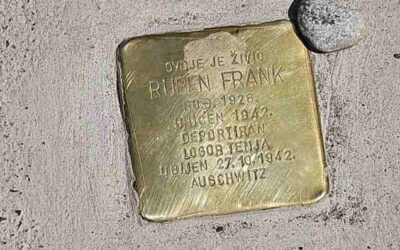 OVDJE JE ŽIVIO
RUBEN FRANK
ROĐ. 1926.
UHIĆEN 1942.
DEPORTIRAN
LOGOR TENJA
UBIJEN 27.10.1942.
AUSCHWITZ